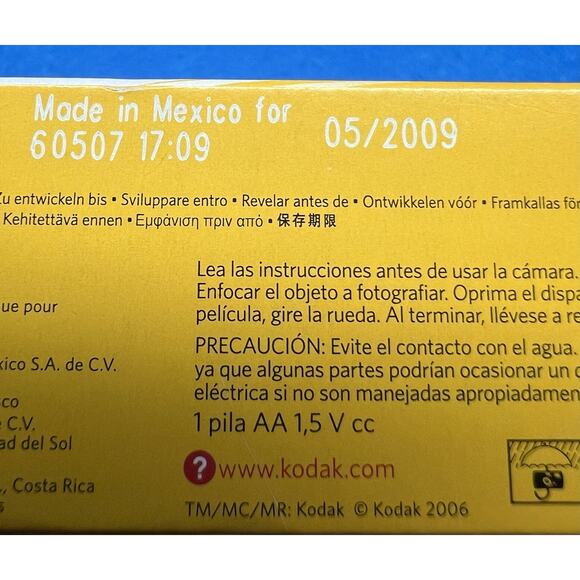 Made in Mexico for
60507 17:09 05/2009
Zu entwickeln bis • Sviluppare entro • Revelar antes de • Ontwikkelen vóór • Framkallas för
Kehitettävä ennen • Εμφάνιση πριν από • 保存期限
Lea las instrucciones antes de usar la cámara.
Enfocar el objeto a fotografiar. Oprima el dispa
película, gire la rueda. Al terminar, llévese a re
PRECAUCIÓN: Evite el contacto con el agua.
ya que algunas partes podrían ocasionar un
eléctrica si no son manejadas apropiadamen
1 pila AA 1,5 V cc
? www.kodak.com
TM/MC/MR: Kodak © Kodak 2006
ue pour
xico S.A. de C.V.
sco
e C.V.
ad del Sol
., Costa Rica